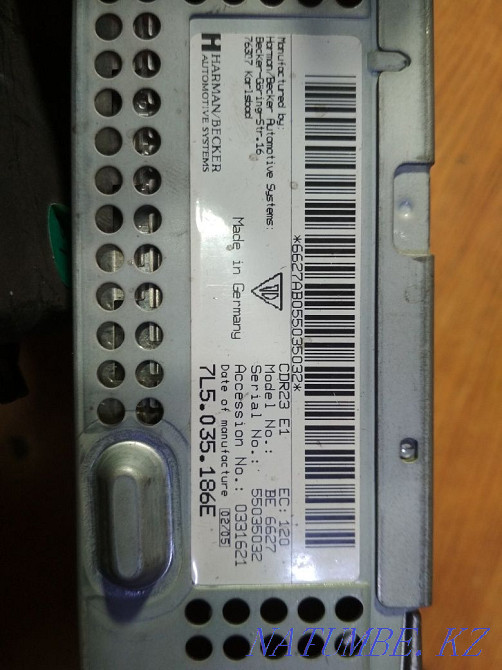 Manufactured by:
Harman/Becker Automotive Systems:
Becker-Göring-Str.16
76307 Karlsbad
HARMAN/BECKER
AUTOMOTIVE SYSTEMS
Made in Germany
*6627AB055035032*
CDR23 E1 EC: 120
Model No.: BE 6627
Serial No.: 55035032
Accession No.: 0331621
Date of manufacture 02/05
7L5.035.186E
NATUMBE.KZ